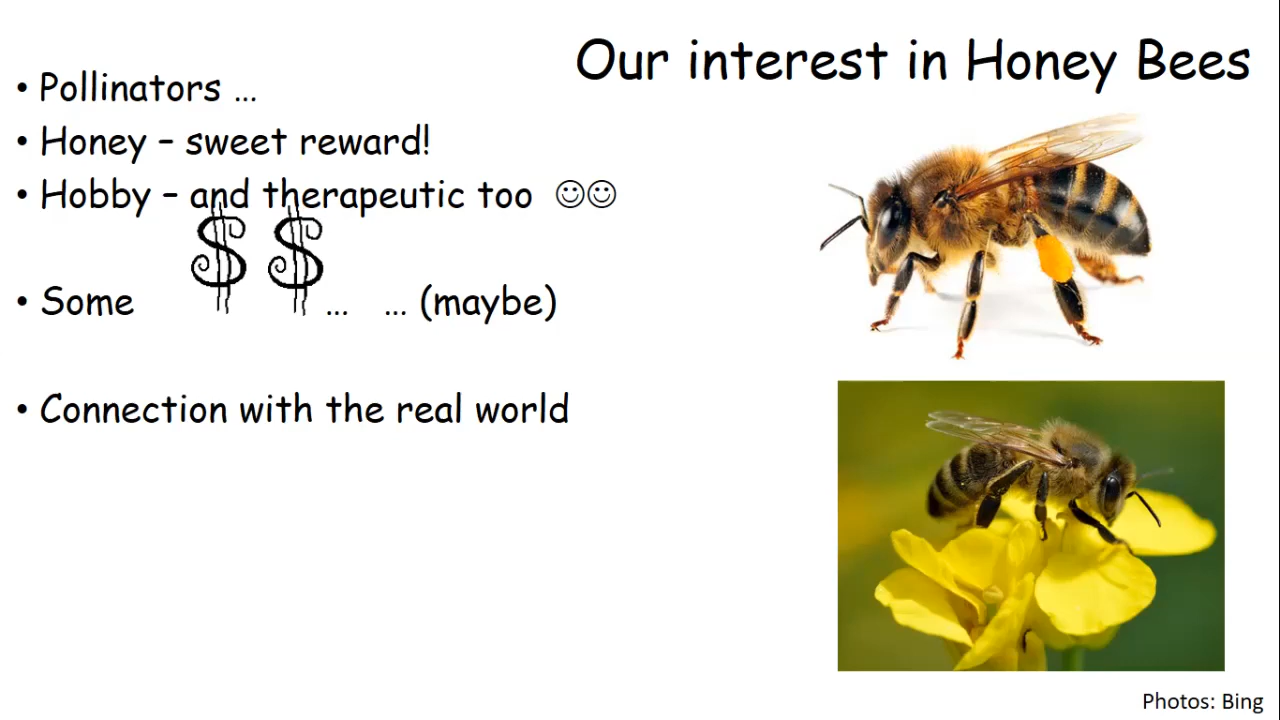 Our interest in Honey Bees
• Pollinators ...
• Honey – sweet reward!
• Hobby – and therapeutic too ☺☺
• Some $ $ ... ... (maybe)
• Connection with the real world
Photos: Bing